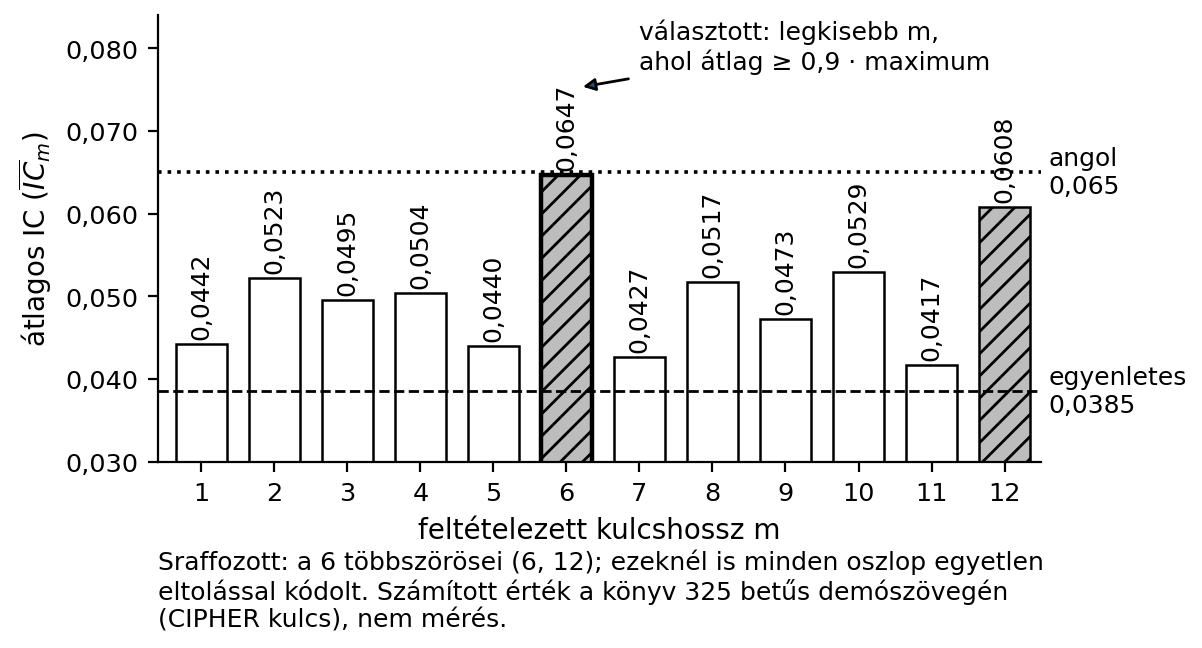 választott: legkisebb m,
ahol átlag ≥ 0,9 · maximum
átlagos IC (\overline{IC}_m)
0,080
0,070
0,060
0,050
0,040
0,030
0,0442
0,0523
0,0495
0,0504
0,0440
0,0647
0,0427
0,0517
0,0473
0,0529
0,0417
0,0608
angol
0,065
egyenletes
0,0385
1 2 3 4 5 6 7 8 9 10 11 12
feltételezett kulcshossz m
Sraffozott: a 6 többszörösei (6, 12); ezeknél is minden oszlop egyetlen
eltolással kódolt. Számított érték a könyv 325 betűs demószövegén
(CIPHER kulcs), nem mérés.